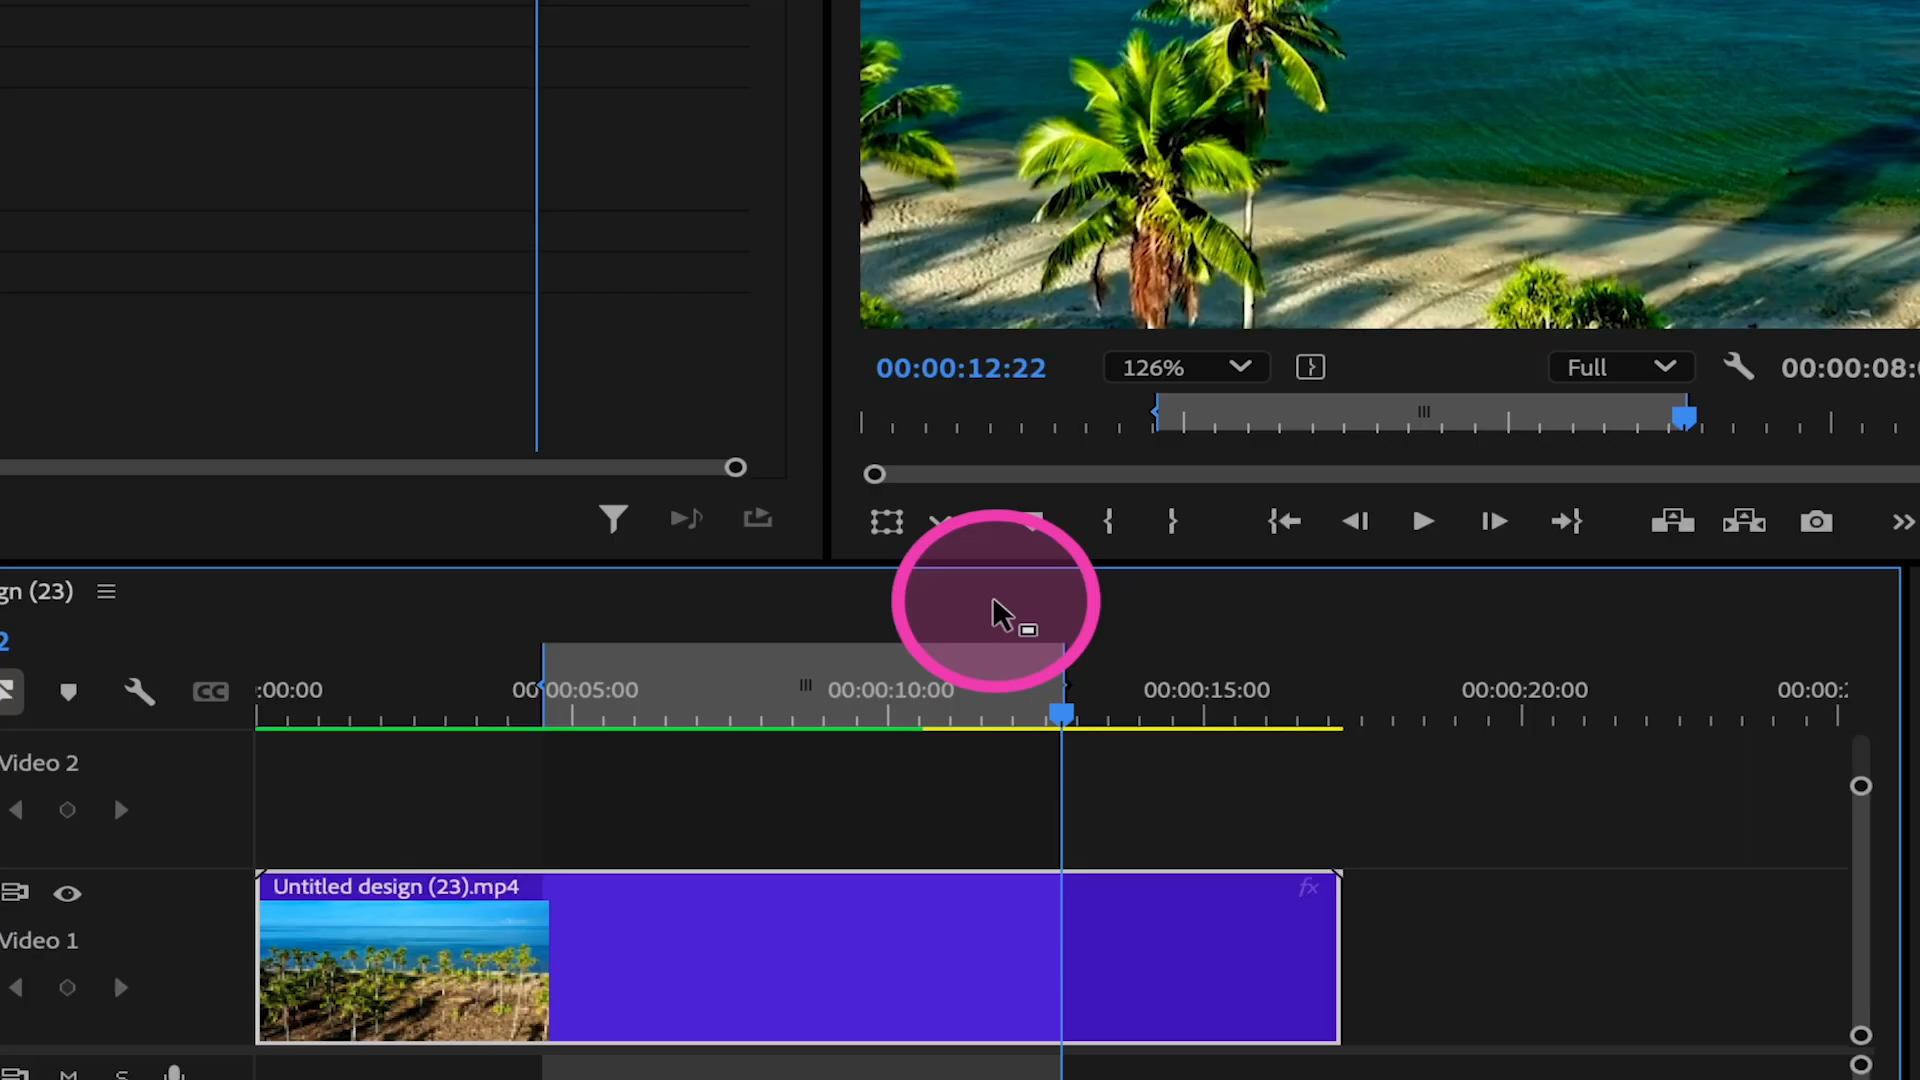 00:00:12:22
126%
Full
00:00:08:
gn (23)
2
CC
:00:00
00:00:05:00
00:00:10:00
00:00:15:00
00:00:20:00
00:00:
Video 2
Untitled design (23).mp4
fx
Video 1
M
S